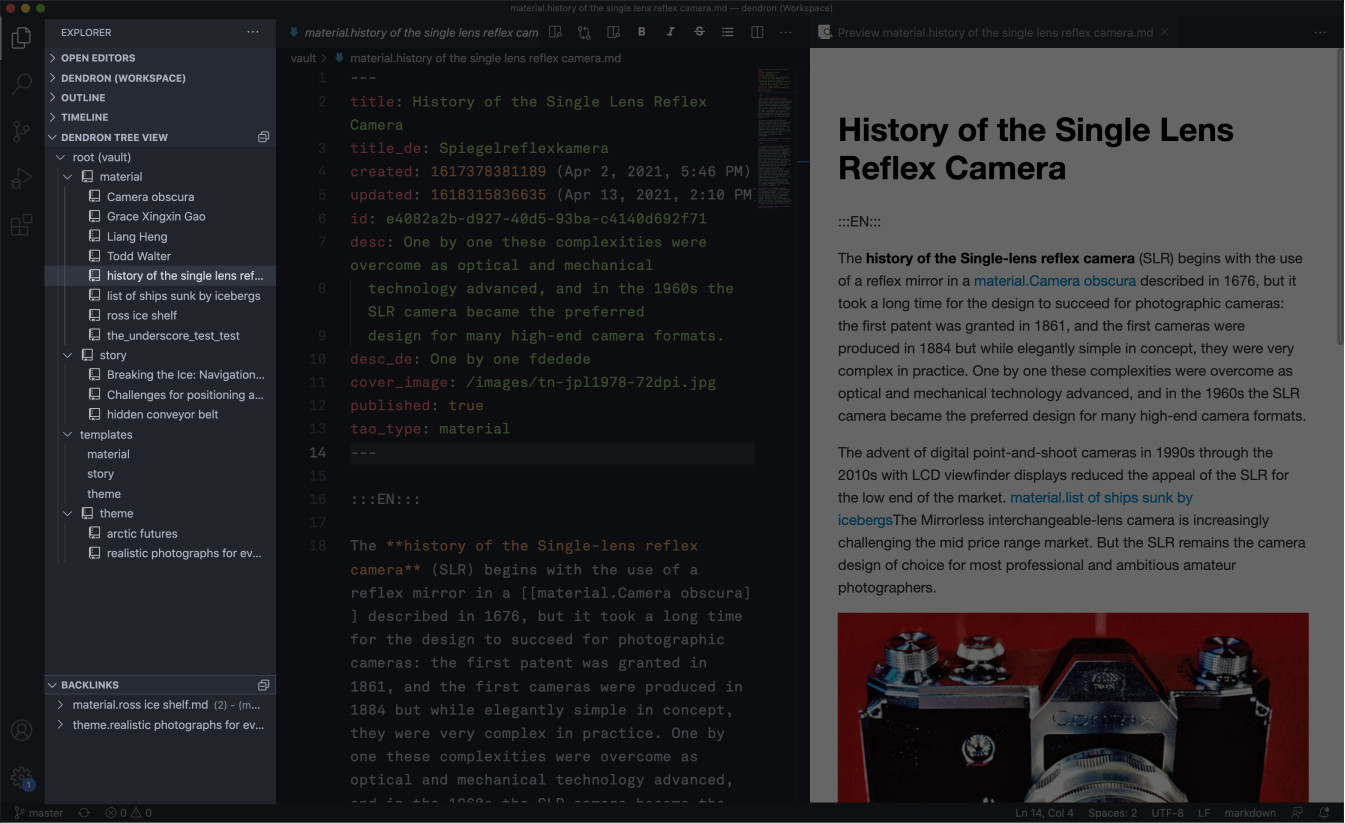 material.history of the single lens reflex camera.md — dendron (Workspace)
EXPLORER
OPEN EDITORS
DENDRON (WORKSPACE)
OUTLINE
TIMELINE
DENDRON TREE VIEW
root (vault)
material
Camera obscura
Grace Xingxin Gao
Liang Heng
Todd Walter
history of the single lens ref...
list of ships sunk by icebergs
ross ice shelf
the_underscore_test_test
story
Breaking the Ice: Navigation...
Challenges for positioning a...
hidden conveyor belt
templates
material
story
theme
theme
arctic futures
realistic photographs for ev...
BACKLINKS
material.ross ice shelf.md (2) - (m...
theme.realistic photographs for ev...
1
material.history of the single lens reflex cam
B I S
vault > material.history of the single lens reflex camera.md
1 ---
2 title: History of the Single Lens Reflex
Camera
3 title_de: Spiegelreflexkamera
4 created: 1617378381189 (Apr 2, 2021, 5:46 PM)
5 updated: 1618315836635 (Apr 13, 2021, 2:10 PM
6 id: e4082a2b-d927-40d5-93ba-c4140d692f71
7 desc: One by one these complexities were
overcome as optical and mechanical
8 technology advanced, and in the 1960s the
SLR camera became the preferred
9 design for many high-end camera formats.
10 desc_de: One by one fdedede
11 cover_image: /images/tn-jpl1978-72dpi.jpg
12 published: true
13 tao_type: material
14 ---
15
16 :::EN:::
17
18 The **history of the Single-lens reflex
camera** (SLR) begins with the use of a
reflex mirror in a [[material.Camera obscura]
] described in 1676, but it took a long time
for the design to succeed for photographic
cameras: the first patent was granted in
1861, and the first cameras were produced in
1884 but while elegantly simple in concept,
they were very complex in practice. One by
one these complexities were overcome as
optical and mechanical technology advanced,
and in the 1960s the SLR camera became the
Preview material.history of the single lens reflex camera.md
History of the Single Lens
Reflex Camera
:::EN:::
The history of the Single-lens reflex camera (SLR) begins with the use
of a reflex mirror in a material.Camera obscura described in 1676, but it
took a long time for the design to succeed for photographic cameras:
the first patent was granted in 1861, and the first cameras were
produced in 1884 but while elegantly simple in concept, they were very
complex in practice. One by one these complexities were overcome as
optical and mechanical technology advanced, and in the 1960s the SLR
camera became the preferred design for many high-end camera formats.
The advent of digital point-and-shoot cameras in 1990s through the
2010s with LCD viewfinder displays reduced the appeal of the SLR for
the low end of the market. material.list of ships sunk by
icebergsThe Mirrorless interchangeable-lens camera is increasingly
challenging the mid price range market. But the SLR remains the camera
design of choice for most professional and ambitious amateur
photographers.
Contax
master 0 0
Ln 14, Col 4 Spaces: 2 UTF-8 LF markdown